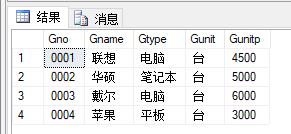 结果 消息
Gno Gname Gtype Gunit Gunitp
1 0001 联想 电脑 台 4500
2 0002 华硕 笔记本 台 5000
3 0003 戴尔 电脑 台 6000
4 0004 苹果 平板 台 3000